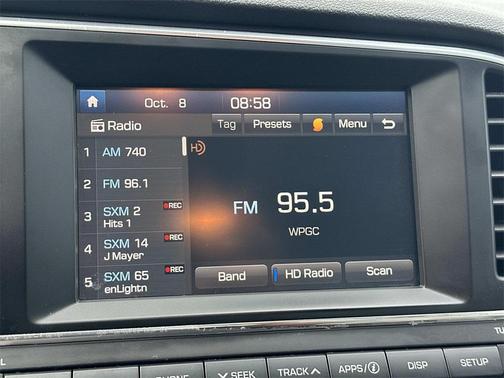 Oct. 8 08:58
Radio Tag Presets Menu
1 AM 740
2 FM 96.1
3 SXM 2 REC
Hits 1
4 SXM 14 REC
J Mayer
5 SXM 65 REC
enLightn
HD
FM 95.5
WPGC
Band HD Radio Scan
SEEK TRACK APPS/i DISP SETUP